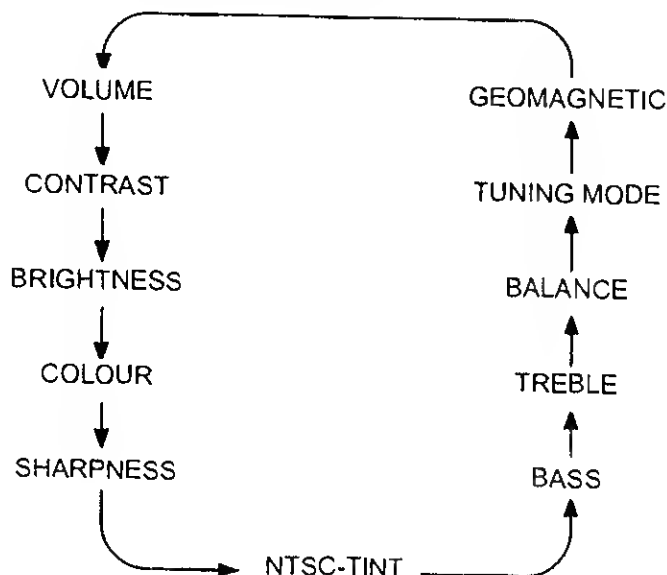 VOLUME
CONTRAST
BRIGHTNESS
COLOUR
SHARPNESS
NTSC-TINT
BASS
TREBLE
BALANCE
TUNING MODE
GEOMAGNETIC